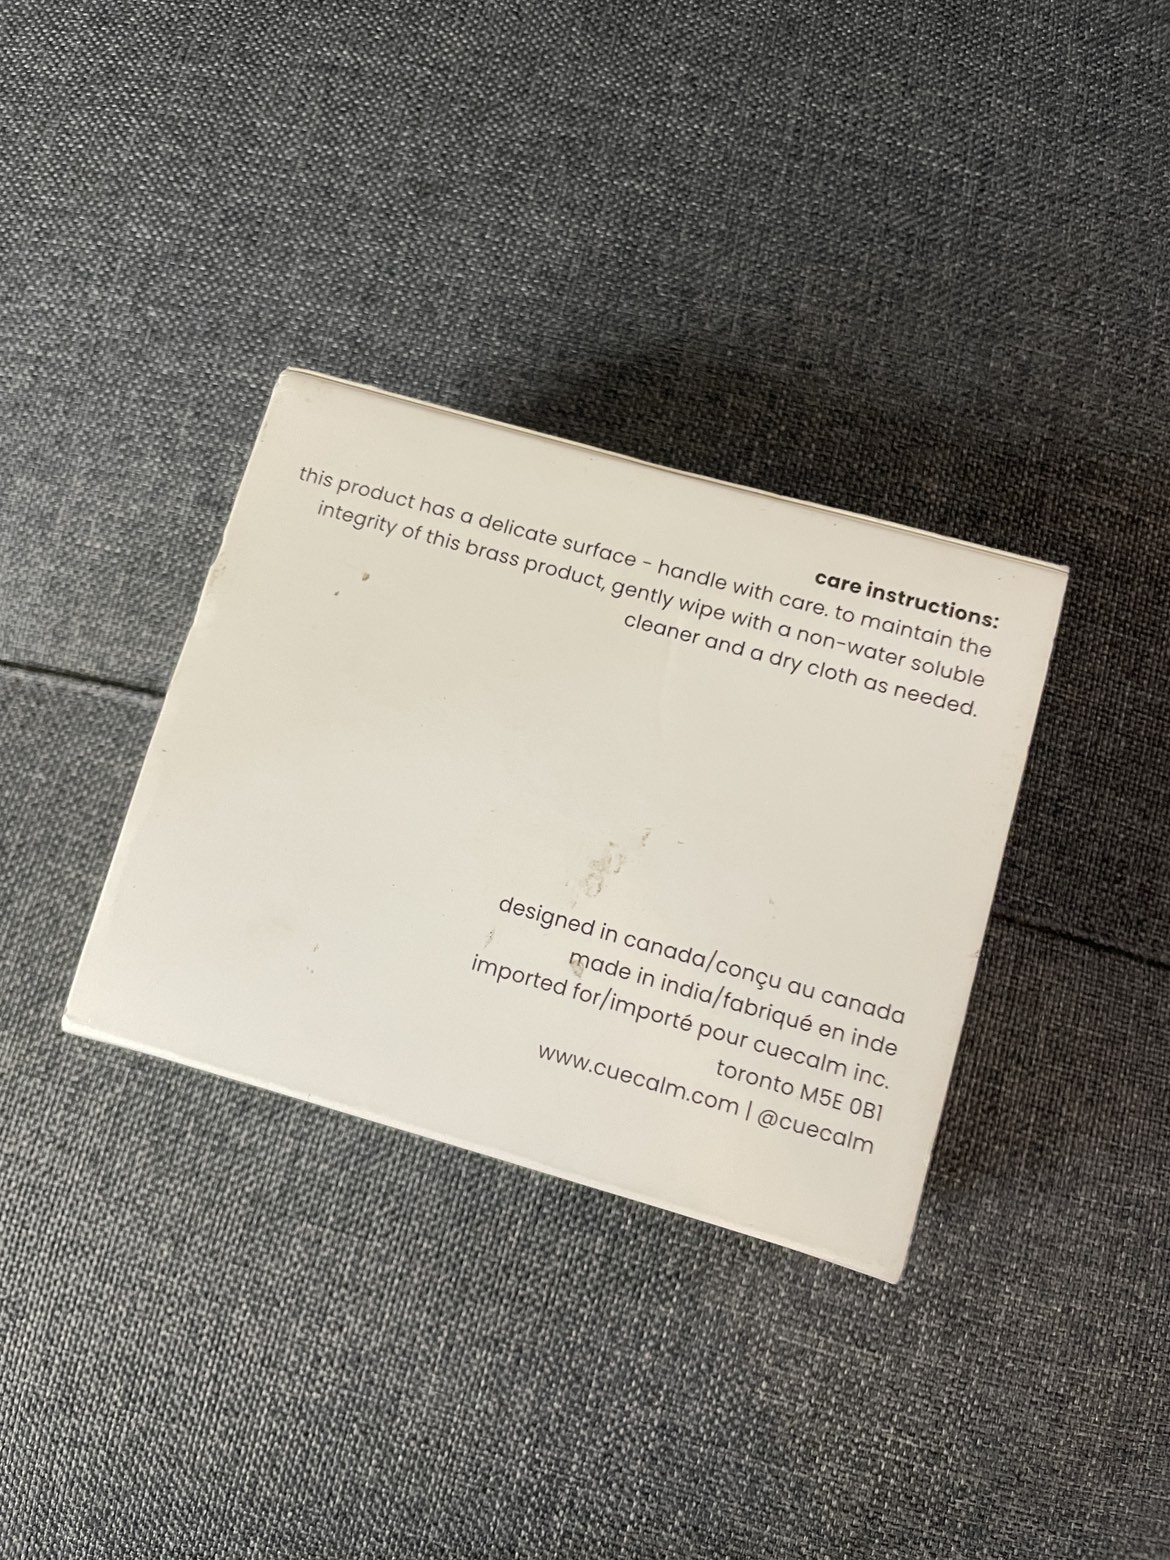 care instructions:
this product has a delicate surface - handle with care. to maintain the
integrity of this brass product, gently wipe with a non-water soluble
cleaner and a dry cloth as needed.
designed in canada/conçu au canada
made in india/fabriqué en inde
imported for/importé pour cuecalm inc.
toronto M5E 0B1
www.cuecalm.com | @cuecalm